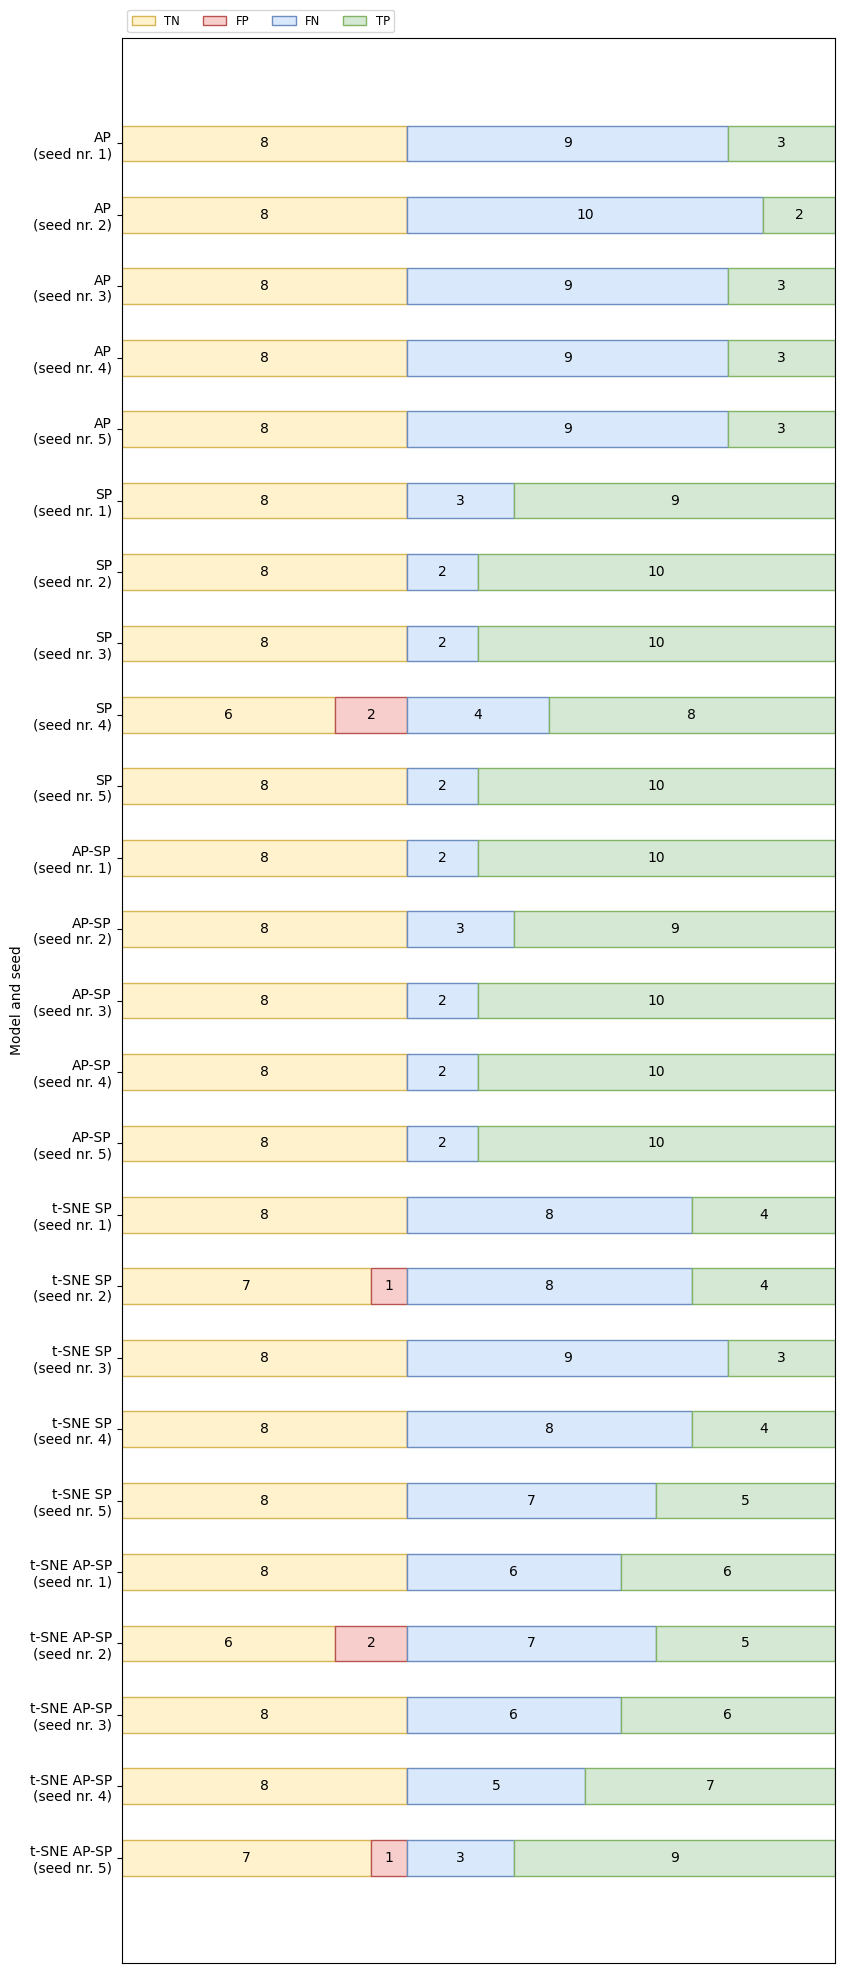 TN FP FN TP
AP
(seed nr. 1)
8 9 3
AP
(seed nr. 2)
8 10 2
AP
(seed nr. 3)
8 9 3
AP
(seed nr. 4)
8 9 3
AP
(seed nr. 5)
8 9 3
SP
(seed nr. 1)
8 3 9
SP
(seed nr. 2)
8 2 10
SP
(seed nr. 3)
8 2 10
SP
(seed nr. 4)
6 2 4 8
SP
(seed nr. 5)
8 2 10
AP-SP
(seed nr. 1)
8 2 10
AP-SP
(seed nr. 2)
8 3 9
AP-SP
(seed nr. 3)
8 2 10
AP-SP
(seed nr. 4)
8 2 10
AP-SP
(seed nr. 5)
8 2 10
t-SNE SP
(seed nr. 1)
8 8 4
t-SNE SP
(seed nr. 2)
7 1 8 4
t-SNE SP
(seed nr. 3)
8 9 3
t-SNE SP
(seed nr. 4)
8 8 4
t-SNE SP
(seed nr. 5)
8 7 5
t-SNE AP-SP
(seed nr. 1)
8 6 6
t-SNE AP-SP
(seed nr. 2)
6 2 7 5
t-SNE AP-SP
(seed nr. 3)
8 6 6
t-SNE AP-SP
(seed nr. 4)
8 5 7
t-SNE AP-SP
(seed nr. 5)
7 1 3 9
Model and seed